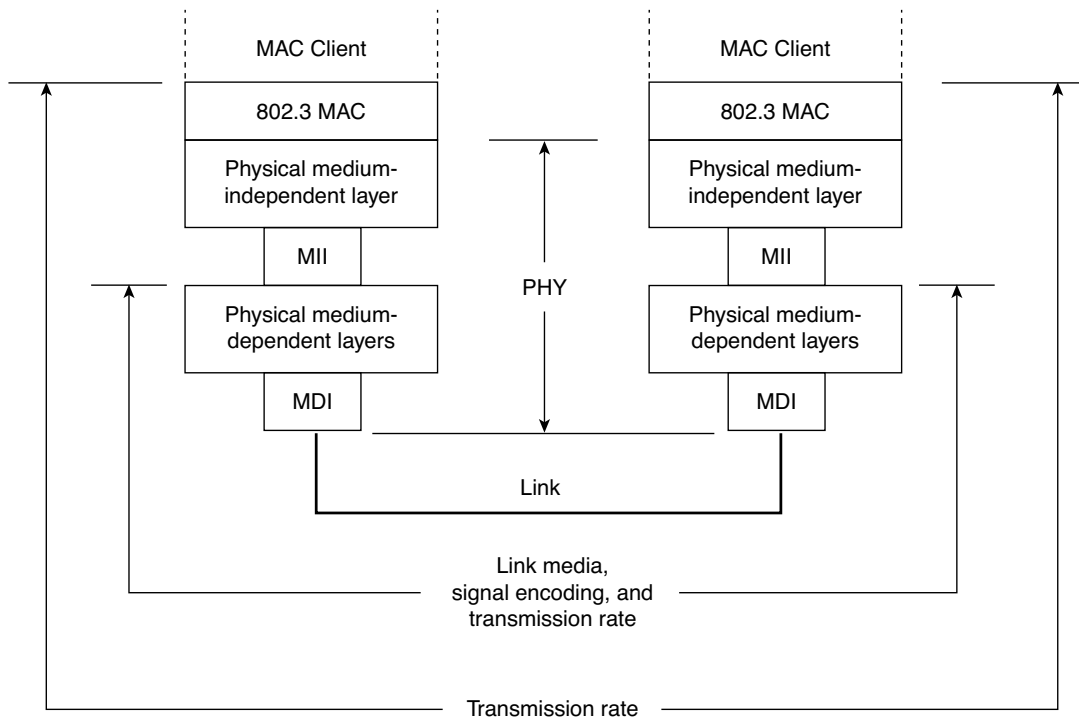 MAC Client
MAC Client
802.3 MAC
802.3 MAC
Physical medium-
independent layer
Physical medium-
independent layer
MII
MII
PHY
Physical medium-
dependent layers
Physical medium-
dependent layers
MDI
MDI
Link
Link media,
signal encoding, and
transmission rate
Transmission rate